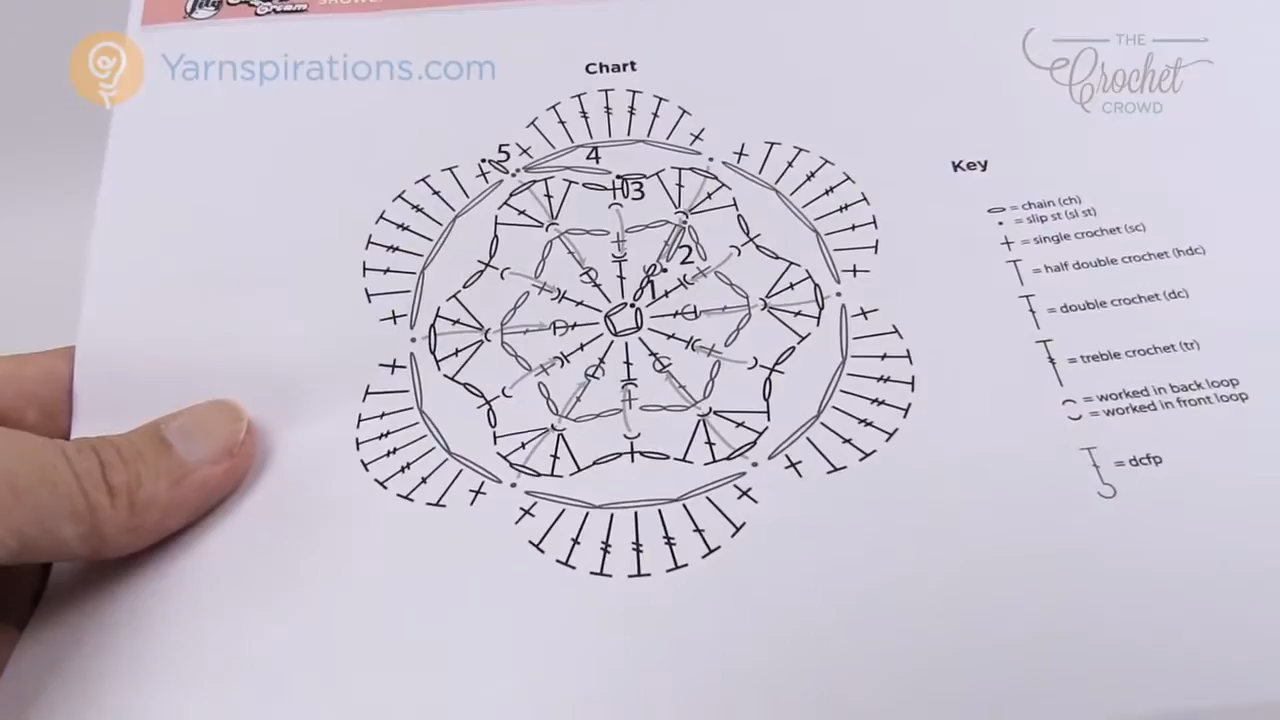 Lily
Cream
Yarnspirations.com
THE
Crochet
CROWD
Chart
5
4
3
2
1
Key
= chain (ch)
= slip st (sl st)
= single crochet (sc)
= half double crochet (hdc)
= double crochet (dc)
= treble crochet (tr)
= worked in back loop
= worked in front loop
= dcfp